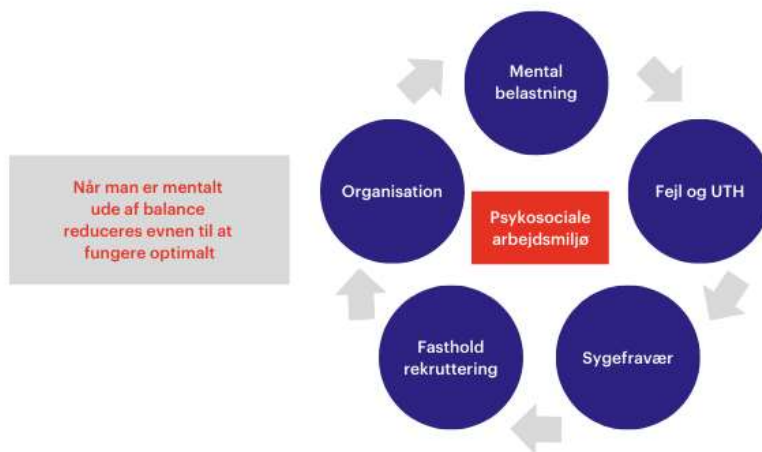 Når man er mentalt
ude af balance
reduceres evnen til at
fungere optimalt
Mental
belastning
Organisation
Fejl og UTH
Psykosociale
arbejdsmiljø
Fasthold
rekruttering
Sygefravær